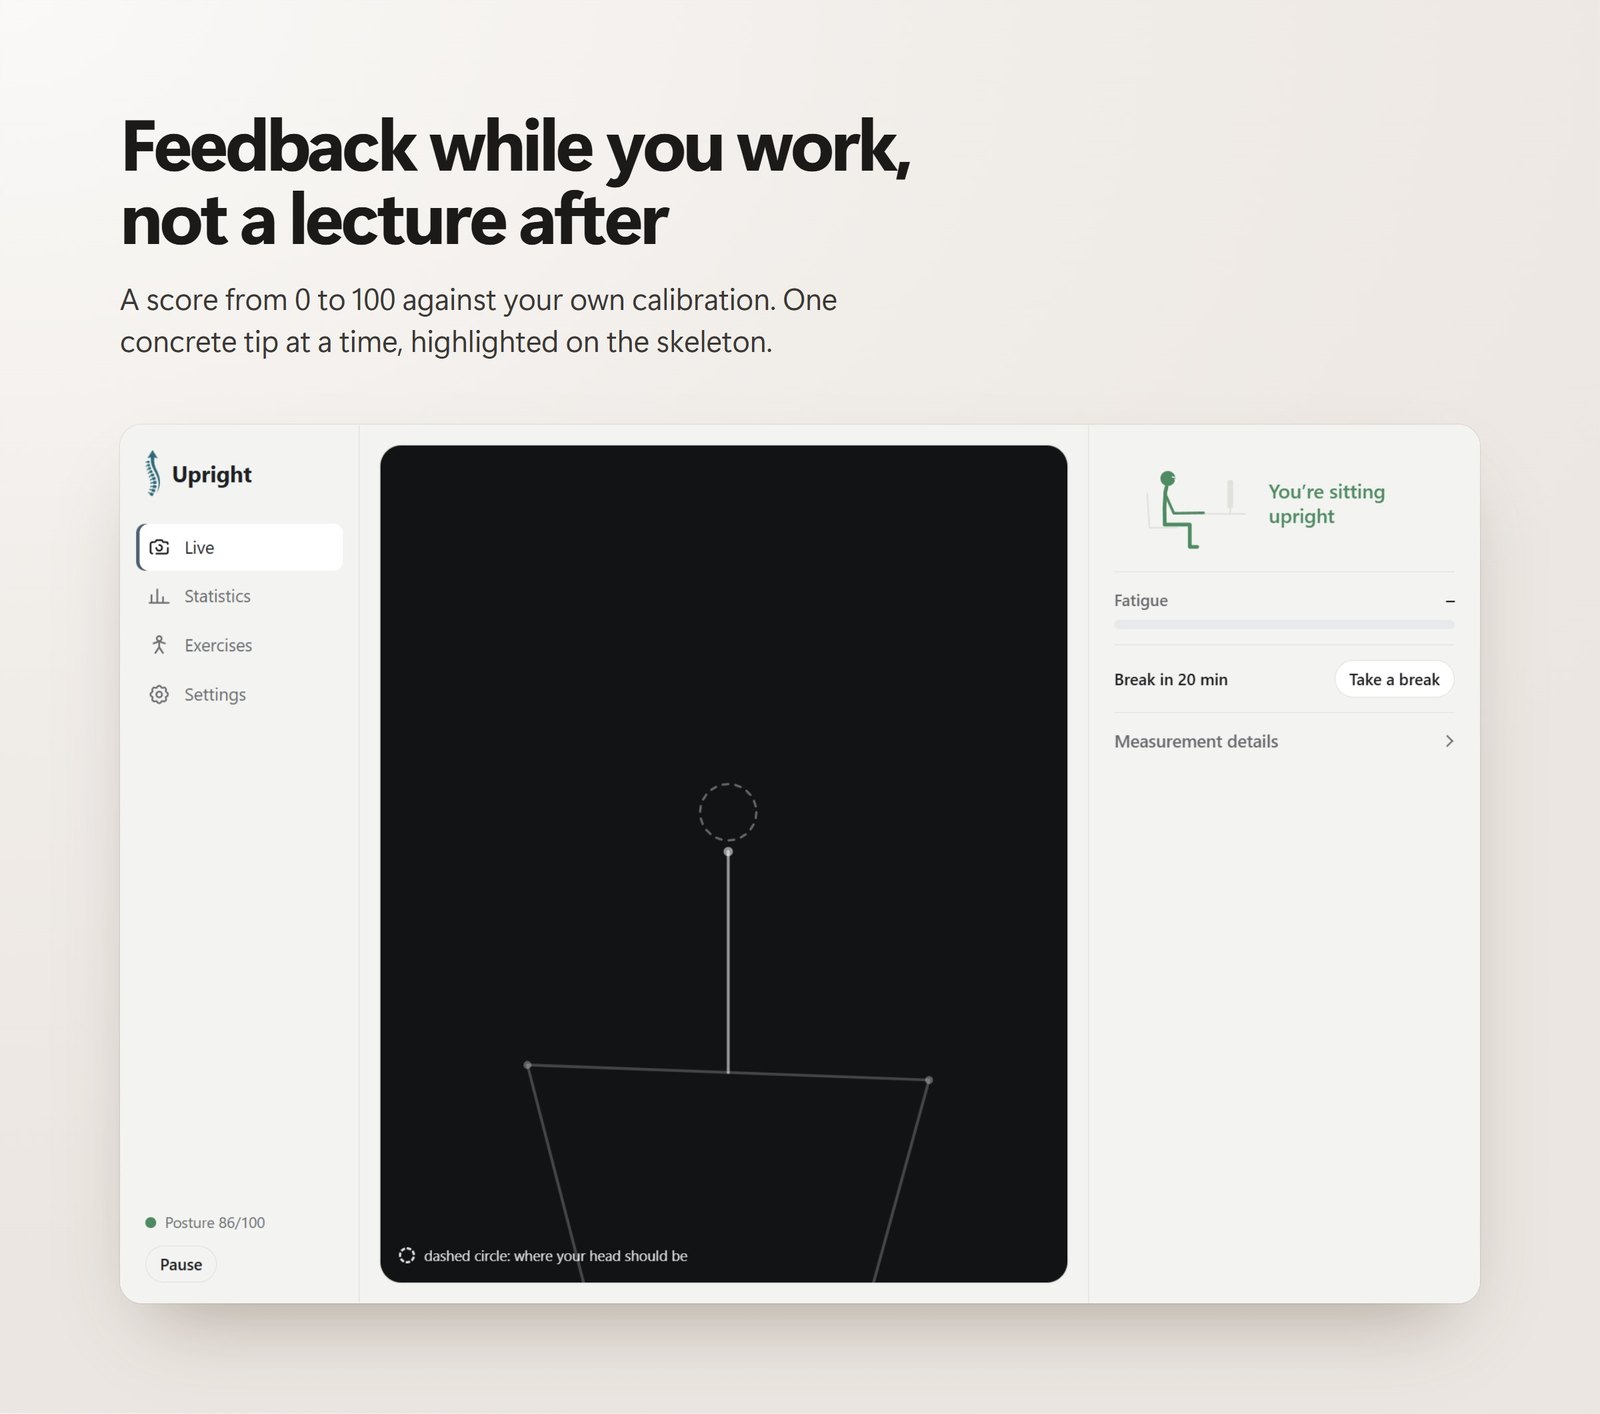 Feedback while you work,
not a lecture after
A score from 0 to 100 against your own calibration. One
concrete tip at a time, highlighted on the skeleton.
Upright
Live
Statistics
Exercises
Settings
Posture 86/100
Pause
dashed circle: where your head should be
You’re sitting
upright
Fatigue –
Break in 20 min Take a break
Measurement details